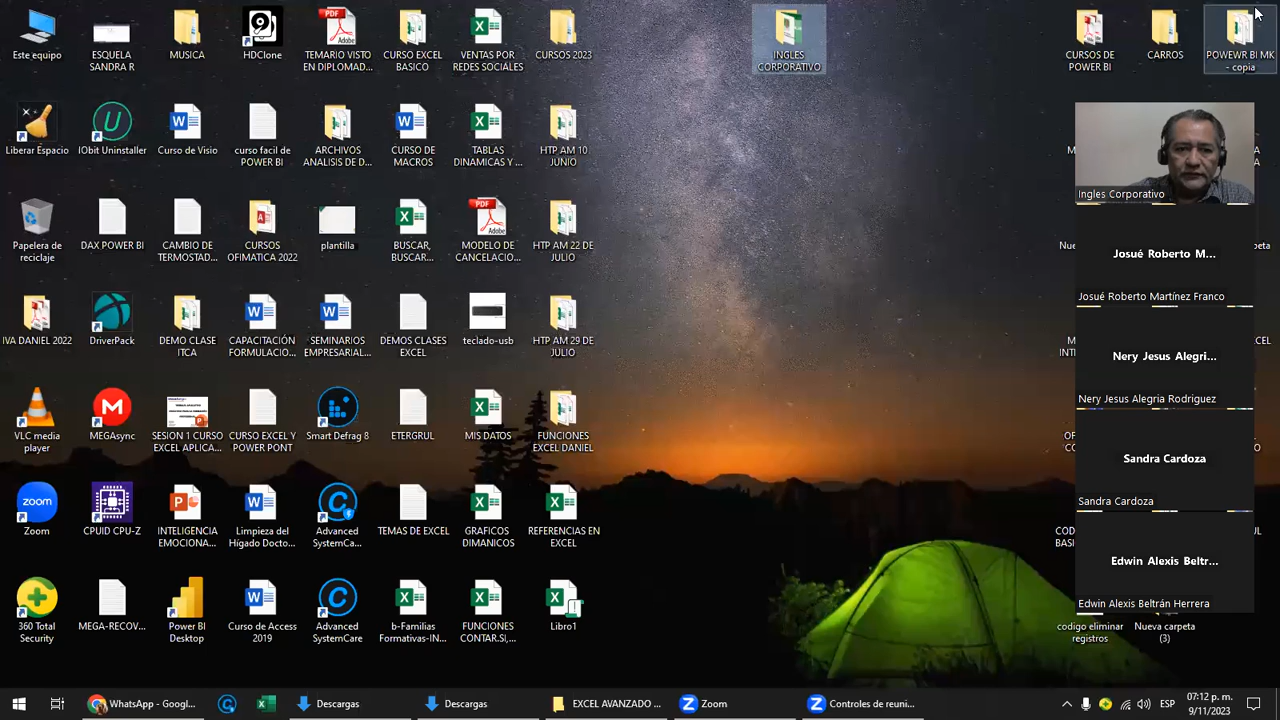 Este equipo
ESCUELA
SANDRA R
MUSICA
HDClone
TEMARIO VISTO
EN DIPLOMAD...
CURSO EXCEL
BASICO
VENTAS POR
REDES SOCIALES
CURSOS 2023
INGLES
CORPORATIVO
CURSOS DE
POWER BI
CARROS
POWEWR BI MK
- copia
Liberar Espacio
IObit Uninstaller
Curso de Visio
curso facil de
POWER BI
ARCHIVOS
ANALISIS DE D...
CURSO DE
MACROS
TABLAS
DINAMICAS Y ...
HTP AM 10
JUNIO
Ingles Corporativo
Papelera de
reciclaje
DAX POWER BI
CAMBIO DE
TERMOSTAD...
CURSOS
OFIMATICA 2022
plantilla
BUSCAR,
BUSCAR...
MODELO DE
CANCELACIO...
HTP AM 22 DE
JULIO
Josué Roberto M...
Josué Roberto Martínez Franco
IVA DANIEL 2022
DriverPack
DEMO CLASE
ITCA
CAPACITACIÓN
FORMULACIO...
SEMINARIOS
EMPRESARIAL...
DEMOS CLASES
EXCEL
teclado-usb
HTP AM 29 DE
JULIO
Nery Jesus Alegri...
Nery Jesus Alegria Rodriguez
VLC media
player
MEGAsync
SESION 1 CURSO
EXCEL APLICA...
CURSO EXCEL Y
POWER PONT
Smart Defrag 8
ETERGRUL
MIS DATOS
FUNCIONES
EXCEL DANIEL
Sandra Cardoza
Sandra Cardoza
Zoom
CPUID CPU-Z
INTELIGENCIA
EMOCIONA...
Limpieza del
Hígado Docto...
Advanced
SystemCa...
TEMAS DE EXCEL
GRAFICOS
DIMANICOS
REFERENCIAS EN
EXCEL
Edwin Alexis Beltr...
Edwin Alexis Beltrán Herrera
360 Total
Security
MEGA-RECOV...
Power BI
Desktop
Curso de Access
2019
Advanced
SystemCare
b-Familias
Formativas-IN...
FUNCIONES
CONTAR.SI,...
Libro1
codigo eliminar
registros
Nueva carpeta
(3)
WhatsApp - Googl...
Descargas
Descargas
EXCEL AVANZADO ...
Zoom
Controles de reuni...
ESP
07:12 p. m.
9/11/2023